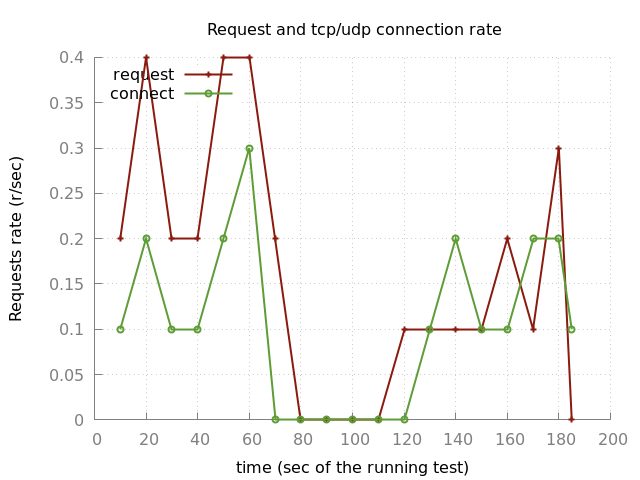 Request and tcp/udp connection rate
request
connect
Requests rate (r/sec)
0.4
0.35
0.3
0.25
0.2
0.15
0.1
0.05
0
0 20 40 60 80 100 120 140 160 180 200
time (sec of the running test)